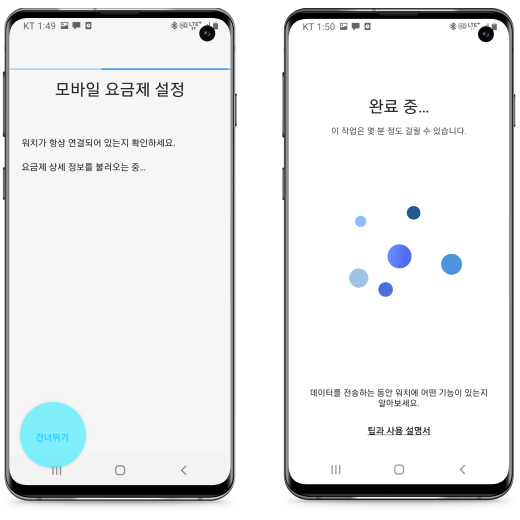 KT 1:49
모바일 요금제 설정
워치가 항상 연결되어 있는지 확인하세요.
요금제 상세 정보를 불러오는 중...
건너뛰기
KT 1:50
완료 중...
이 작업은 몇 분 정도 걸릴 수 있습니다.
데이터를 전송하는 동안 워치에 어떤 기능이 있는지
알아보세요.
팁과 사용 설명서